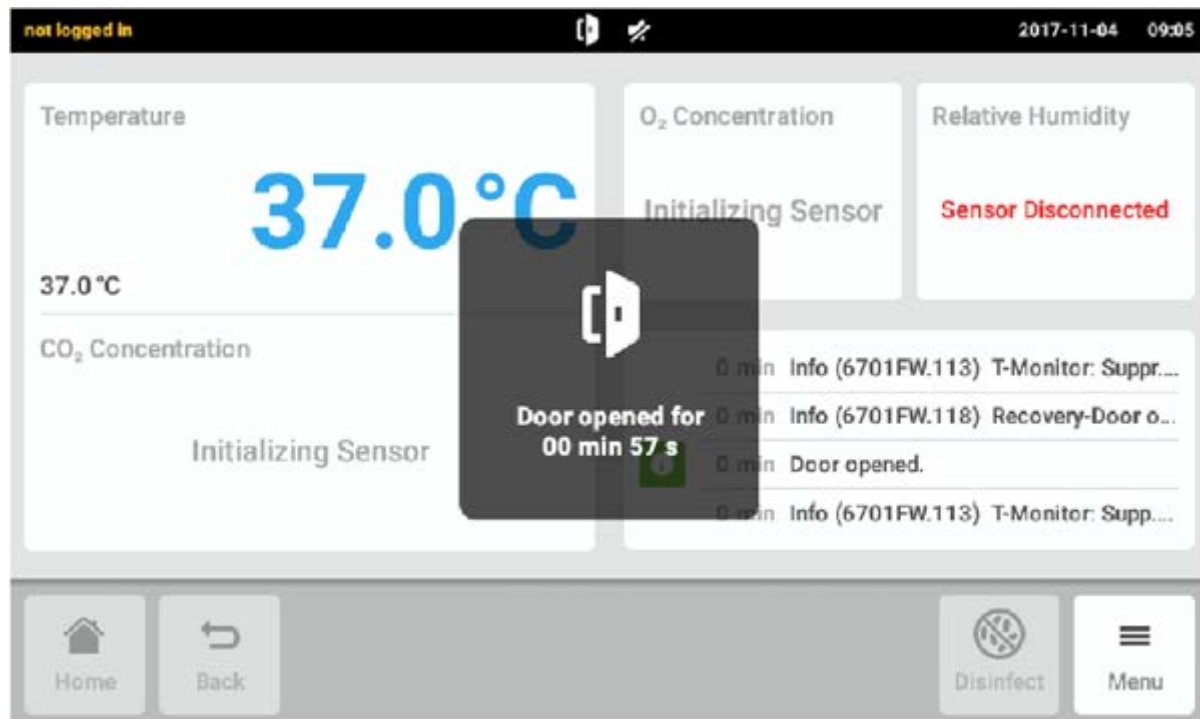 not logged in
2017-11-04 09:05
Temperature
37.0 °C
37.0 °C
CO₂ Concentration
Initializing Sensor
O₂ Concentration
Initializing Sensor
Relative Humidity
Sensor Disconnected
Door opened for
00 min 57 s
0 min Info (6701FW.113) T-Monitor: Suppr....
0 min Info (6701FW.118) Recovery-Door o...
0 min Door opened.
0 min Info (6701FW.113) T-Monitor: Supp....
Home
Back
Disinfect
Menu